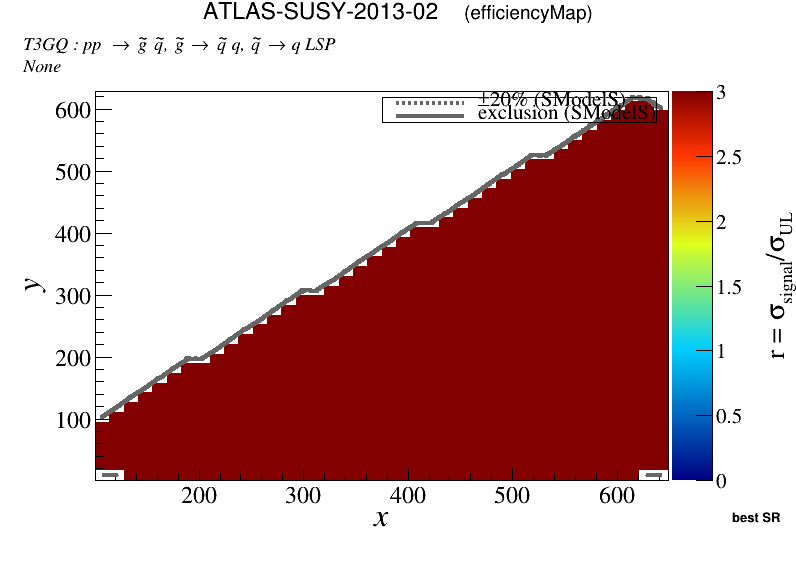 ATLAS-SUSY-2013-02 (efficiencyMap)
T3GQ : pp → g̃ q̃, g̃ → q̃ q, q̃ → q LSP
None
±20% (SModelS)
exclusion (SModelS)
600
500
400
300
200
100
y
200 300 400 500 600
x
3
2.5
2
1.5
1
0.5
0
r = σsignal/σUL
best SR